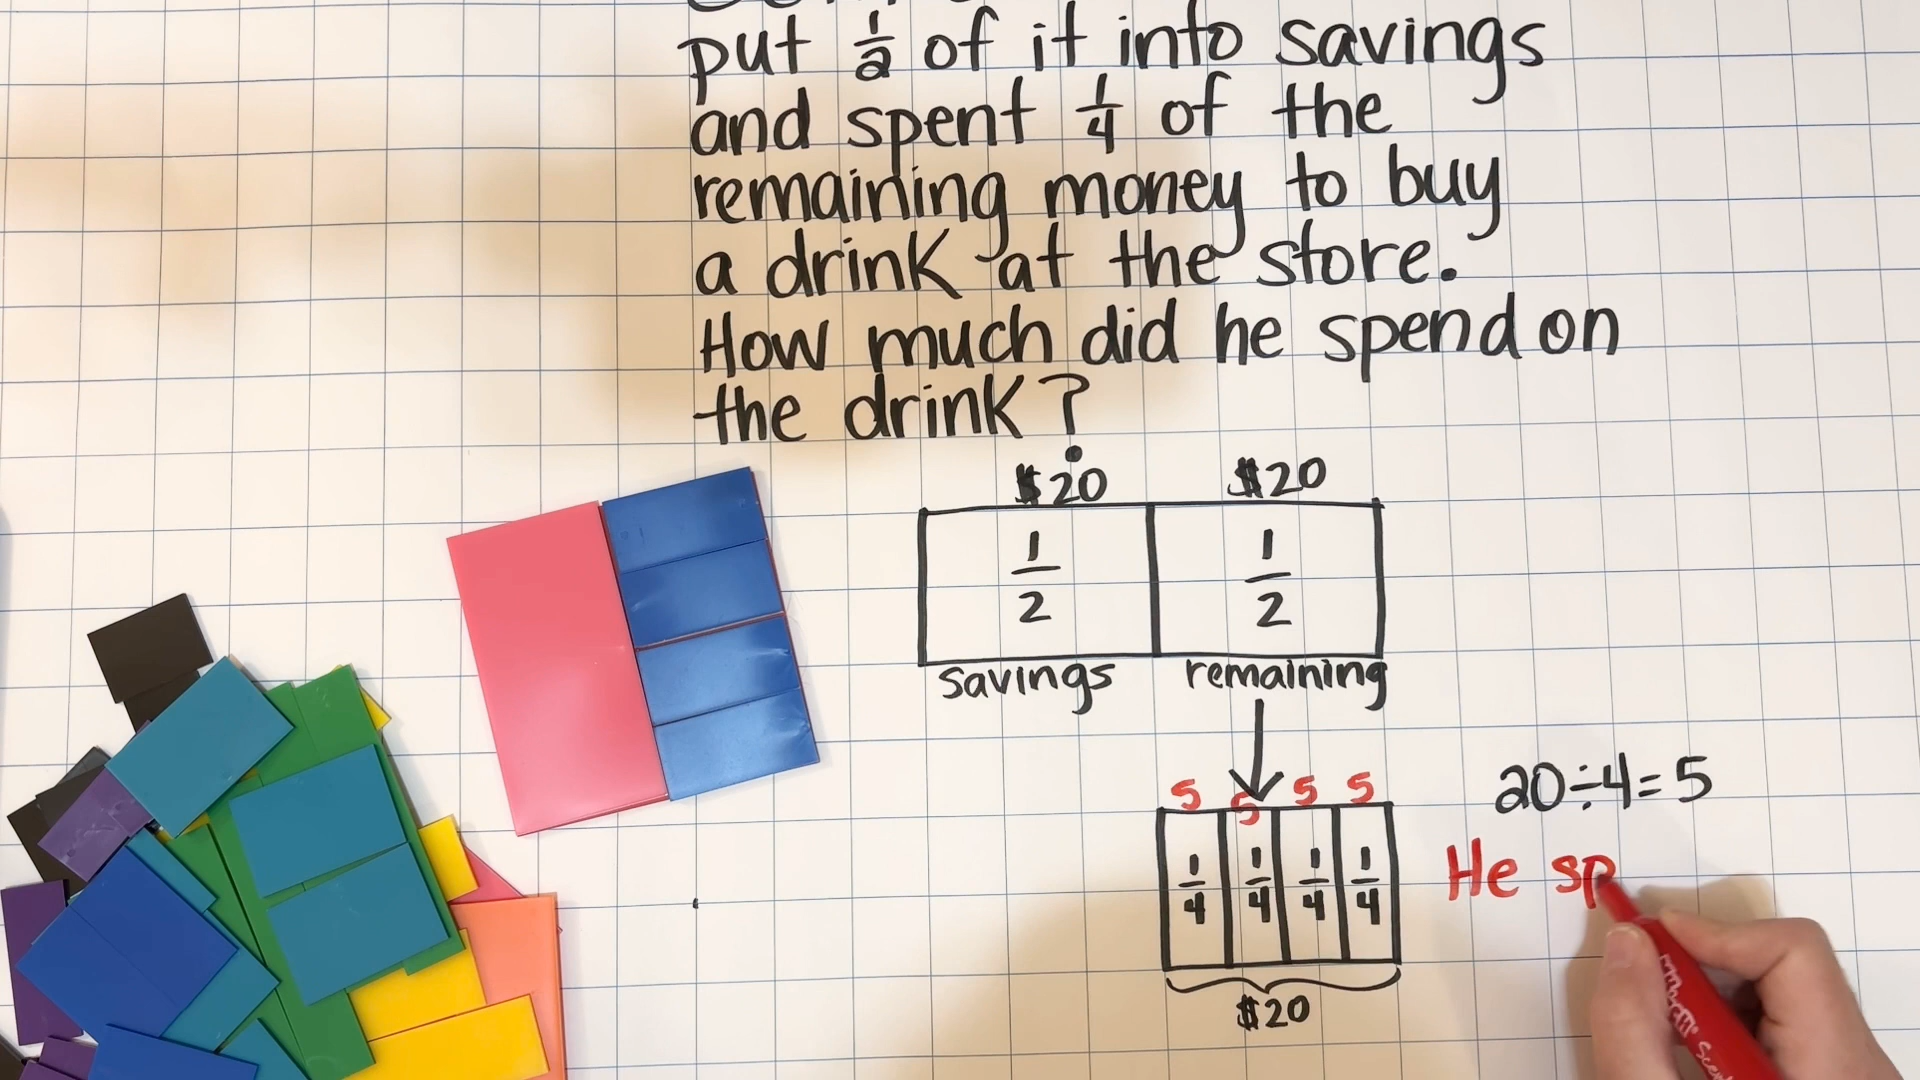 put 1/2 of it into savings
and spent 1/4 of the
remaining money to buy
a drink at the store.
How much did he spend on
the drink?
$20 $20
1/2 1/2
savings remaining
5 5 5 5
20÷4=5
1/4 1/4 1/4 1/4
He sp
$20